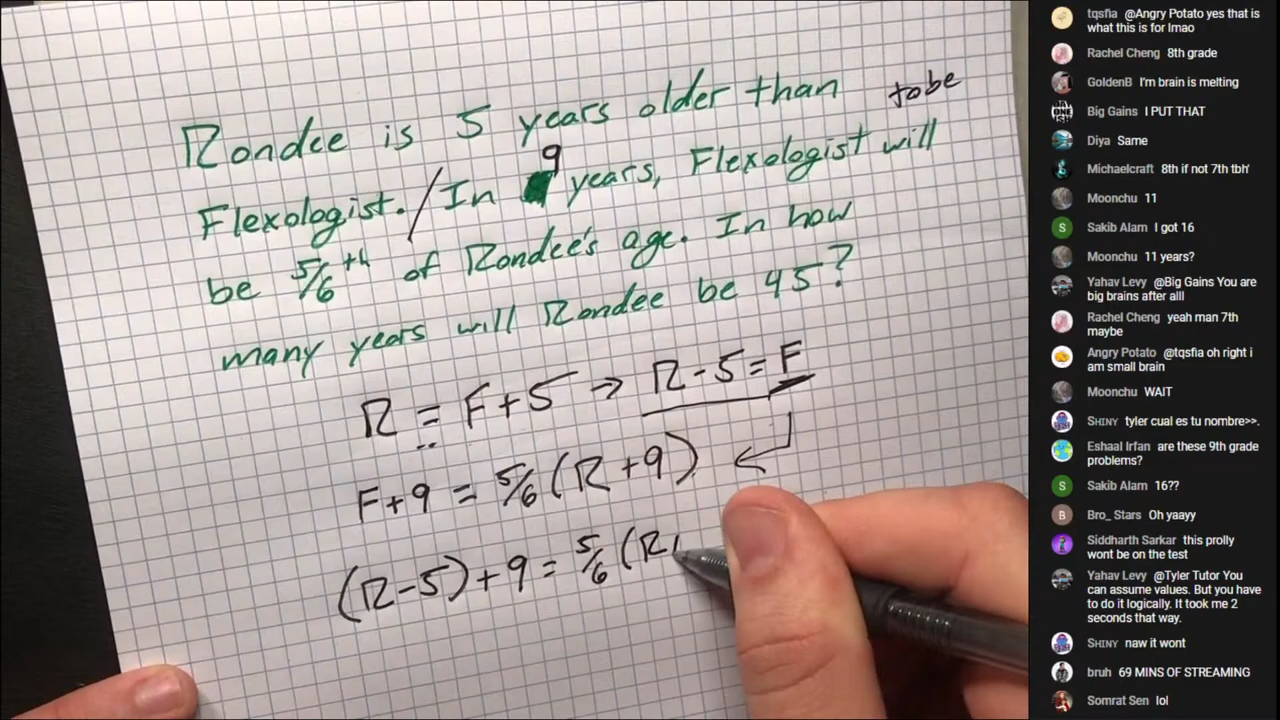 Rondee is 5 years older than to be
Flexologist. / In 9 years, Flexologist will
be 5/6th of Rondee's age. In how
many years will Rondee be 45?
R = F+5 → R-5=F
F+9 = 5/6 (R+9)
(R-5)+9 = 5/6 (R
tqsfia @Angry Potato yes that is
what this is for lmao
Rachel Cheng 8th grade
GoldenB I'm brain is melting
Big Gains I PUT THAT
Diya Same
Michaelcraft 8th if not 7th tbh'
Moonchu 11
S Sakib Alam I got 16
Moonchu 11 years?
Yahav Levy @Big Gains You are
big brains after alll
Rachel Cheng yeah man 7th
maybe
Angry Potato @tqsfia oh right i
am small brain
Moonchu WAIT
SHINY tyler cual es tu nombre>>.
Eshaal Irfan are these 9th grade
problems?
S Sakib Alam 16??
B Bro_ Stars Oh yaayy
Siddharth Sarkar this prolly
wont be on the test
Yahav Levy @Tyler Tutor You
can assume values. But you have
to do it logically. It took me 2
seconds that way.
SHINY naw it wont
bruh 69 MINS OF STREAMING
Somrat Sen lol